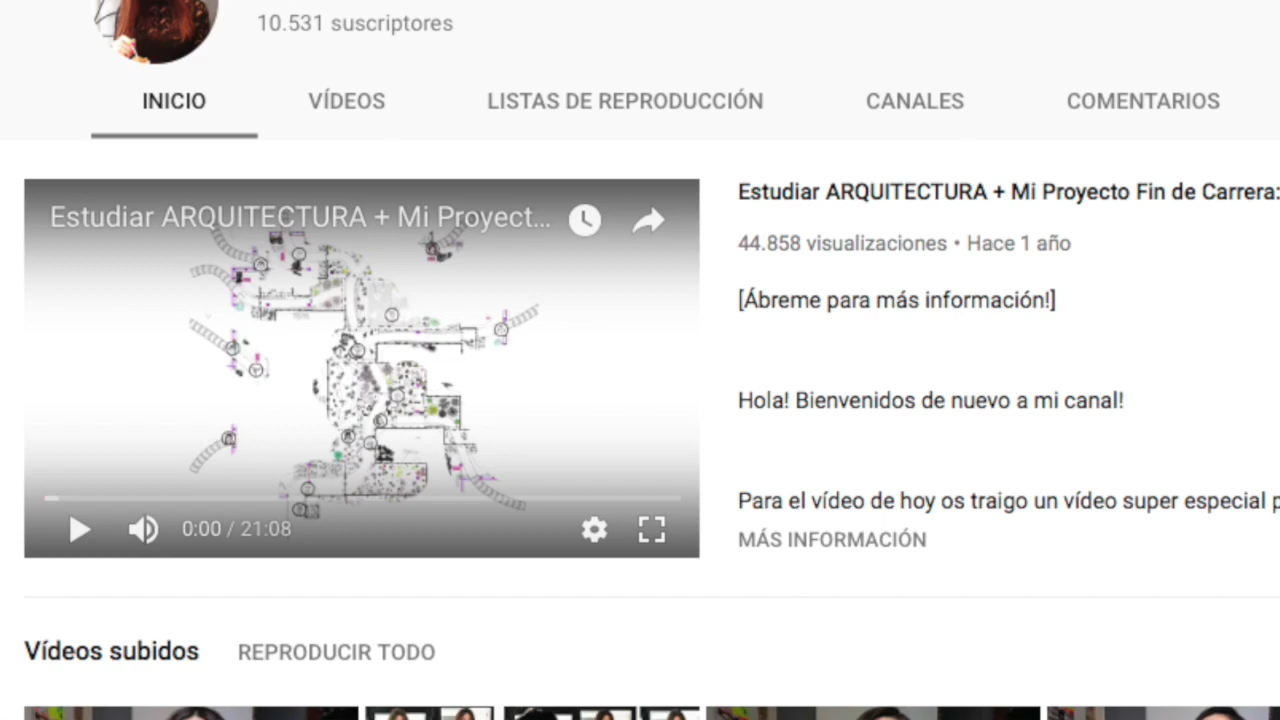 10.531 suscriptores
INICIO
VÍDEOS
LISTAS DE REPRODUCCIÓN
CANALES
COMENTARIOS
Estudiar ARQUITECTURA + Mi Proyect...
0:00 / 21:08
Estudiar ARQUITECTURA + Mi Proyecto Fin de Carrera:
44.858 visualizaciones • Hace 1 año
[Ábreme para más información!]
Hola! Bienvenidos de nuevo a mi canal!
Para el vídeo de hoy os traigo un vídeo super especial p
MÁS INFORMACIÓN
Vídeos subidos
REPRODUCIR TODO